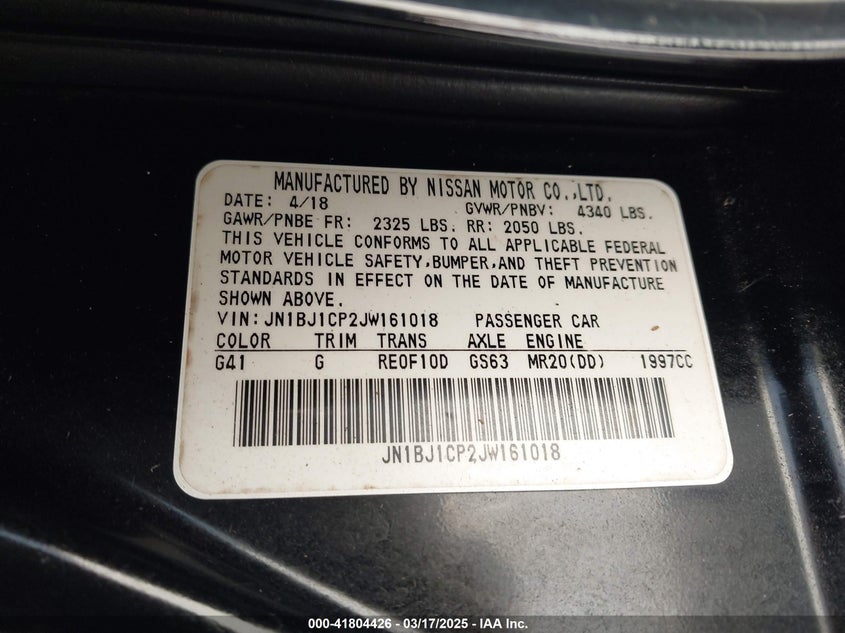 MANUFACTURED BY NISSAN MOTOR CO.,LTD.
DATE: 4/18 GVWR/PNBV: 4340 LBS.
GAWR/PNBE FR: 2325 LBS. RR: 2050 LBS.
THIS VEHICLE CONFORMS TO ALL APPLICABLE FEDERAL
MOTOR VEHICLE SAFETY,BUMPER,AND THEFT PREVENTION
STANDARDS IN EFFECT ON THE DATE OF MANUFACTURE
SHOWN ABOVE.
VIN:JN1BJ1CP2JW161018 PASSENGER CAR
COLOR TRIM TRANS AXLE ENGINE
G41 G RE0F10D GS63 MR20(DD) 1997CC
JN1BJ1CP2JW161018
000-41804426 - 03/17/2025 - IAA Inc.